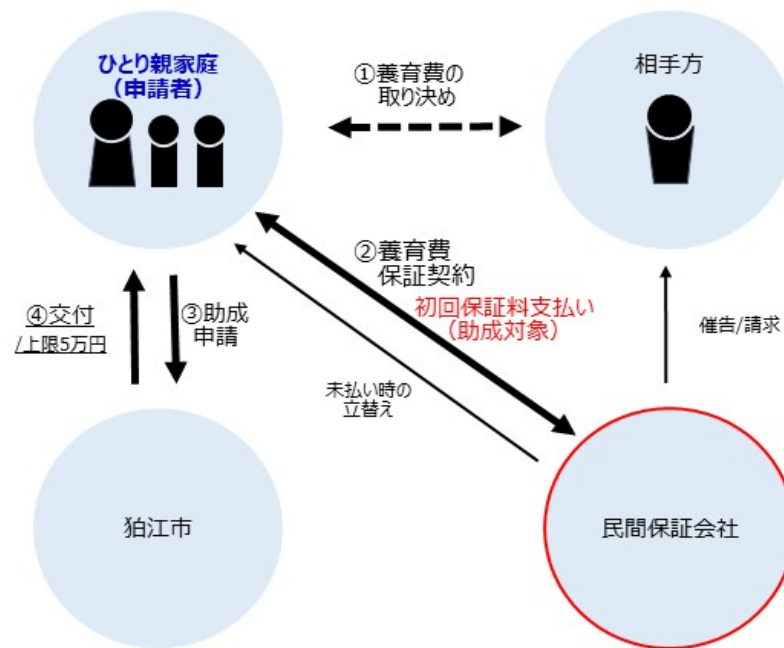 ひとり親家庭
（申請者）
①養育費の
取り決め
相手方
②養育費
保証契約
初回保証料支払い
（助成対象）
④交付
/上限5万円
③助成
申請
催告/請求
未払い時の
立替え
狛江市
民間保証会社